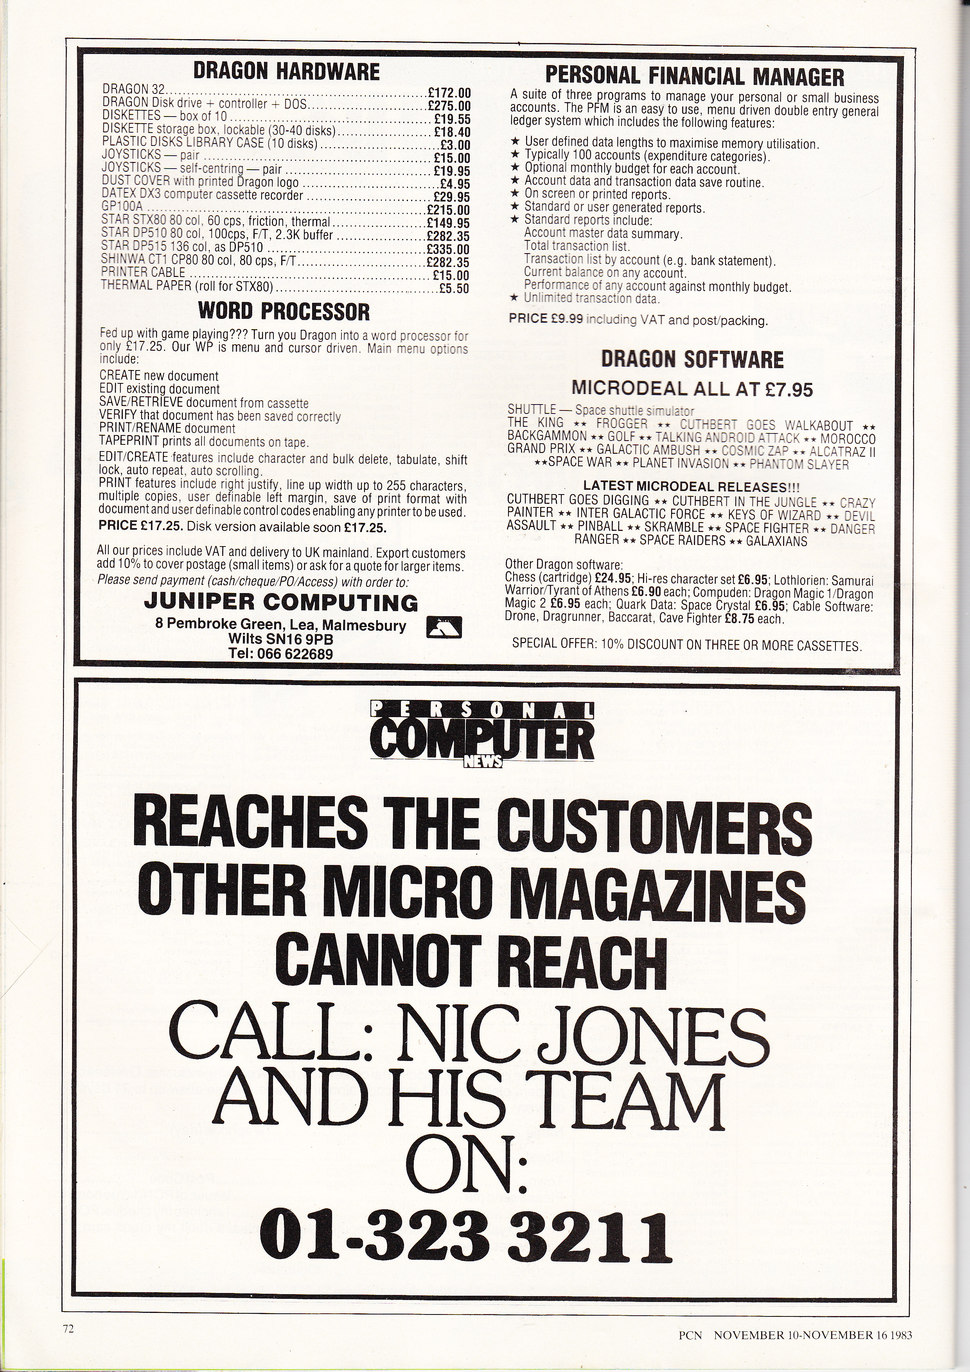 DRAGON HARDWARE
DRAGON 32..........£172.00
DRAGON Disk drive + controller + DOS..........£275.00
DISKETTES — box of 10..........£19.55
DISKETTE storage box, lockable (30-40 disks)..........£18.40
PLASTIC DISKS LIBRARY CASE (10 disks)..........£3.00
JOYSTICKS — pair..........£15.00
JOYSTICKS — self-centring — pair..........£19.95
DUST COVER with printed Dragon logo..........£4.95
DATEX DX3 computer cassette recorder..........£29.95
GP100A..........£215.00
STAR STX80 80 col, 60 cps, friction, thermal..........£149.95
STAR DP510 80 col, 100cps, F/T, 2.3K buffer..........£282.35
STAR DP515 136 col, as DP510..........£335.00
SHINWA CT1 CP80 80 col, 80 cps, F/T..........£282.35
PRINTER CABLE..........£15.00
THERMAL PAPER (roll for STX80)..........£5.50
WORD PROCESSOR
Fed up with game playing??? Turn you Dragon into a word processor for
only £17.25. Our WP is menu and cursor driven. Main menu options
include:
CREATE new document
EDIT existing document
SAVE/RETRIEVE document from cassette
VERIFY that document has been saved correctly
PRINT/RENAME document
TAPEPRINT prints all documents on tape.
EDIT/CREATE features include character and bulk delete, tabulate, shift
lock, auto repeat, auto scrolling.
PRINT features include right justify, line up width up to 255 characters,
multiple copies, user definable left margin, save of print format with
document and user definable control codes enabling any printer to be used.
PRICE £17.25. Disk version available soon £17.25.
All our prices include VAT and delivery to UK mainland. Export customers
add 10% to cover postage (small items) or ask for a quote for larger items.
Please send payment (cash/cheque/PO/Access) with order to:
JUNIPER COMPUTING
8 Pembroke Green, Lea, Malmesbury
Wilts SN16 9PB
Tel: 066 622689
PERSONAL FINANCIAL MANAGER
A suite of three programs to manage your personal or small business
accounts. The PFM is an easy to use, menu driven double entry general
ledger system which includes the following features:
★ User defined data lengths to maximise memory utilisation.
★ Typically 100 accounts (expenditure categories).
★ Optional monthly budget for each account.
★ Account data and transaction data save routine.
★ On screen or printed reports.
★ Standard or user generated reports.
★ Standard reports include:
Account master data summary.
Total transaction list.
Transaction list by account (e.g. bank statement).
Current balance on any account.
Performance of any account against monthly budget.
★ Unlimited transaction data.
PRICE £9.99 including VAT and post/packing.
DRAGON SOFTWARE
MICRODEAL ALL AT £7.95
SHUTTLE — Space shuttle simulator
THE KING ★★ FROGGER ★★ CUTHBERT GOES WALKABOUT ★★
BACKGAMMON ★★ GOLF ★★ TALKING ANDROID ATTACK ★★ MOROCCO
GRAND PRIX ★★ GALACTIC AMBUSH ★★ COSMIC ZAP ★★ ALCATRAZ II
★★SPACE WAR ★★ PLANET INVASION ★★ PHANTOM SLAYER
LATEST MICRODEAL RELEASES!!!
CUTHBERT GOES DIGGING ★★ CUTHBERT IN THE JUNGLE ★★ CRAZY
PAINTER ★★ INTER GALACTIC FORCE ★★ KEYS OF WIZARD ★★ DEVIL
ASSAULT ★★ PINBALL ★★ SKRAMBLE ★★ SPACE FIGHTER ★★ DANGER
RANGER ★★ SPACE RAIDERS ★★ GALAXIANS
Other Dragon software:
Chess (cartridge) £24.95; Hi-res character set £6.95; Lothlorien: Samurai
Warrior/Tyrant of Athens £6.90 each; Compuden: Dragon Magic 1/Dragon
Magic 2 £6.95 each; Quark Data: Space Crystal £6.95; Cable Software:
Drone, Dragrunner, Baccarat, Cave Fighter £8.75 each.
SPECIAL OFFER: 10% DISCOUNT ON THREE OR MORE CASSETTES.
PERSONAL
COMPUTER
NEWS
REACHES THE CUSTOMERS
OTHER MICRO MAGAZINES
CANNOT REACH
CALL: NIC JONES
AND HIS TEAM
ON:
01-323 3211
72
PCN NOVEMBER 10-NOVEMBER 16 1983